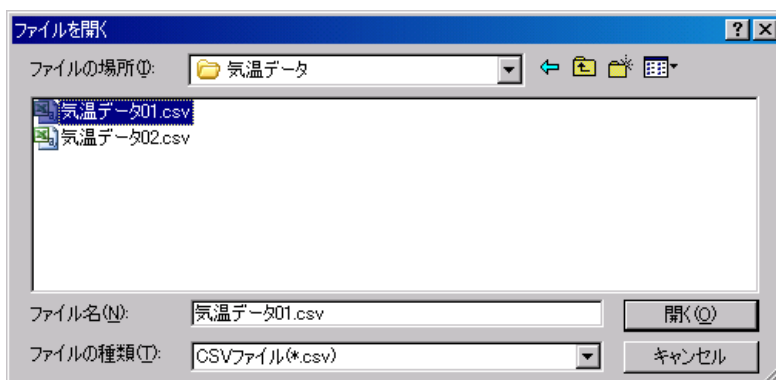 ファイルを開く
ファイルの場所(I): 気温データ
気温データ01.csv
気温データ02.csv
ファイル名(N): 気温データ01.csv 開く(O)
ファイルの種類(T): CSVファイル(*.csv) キャンセル